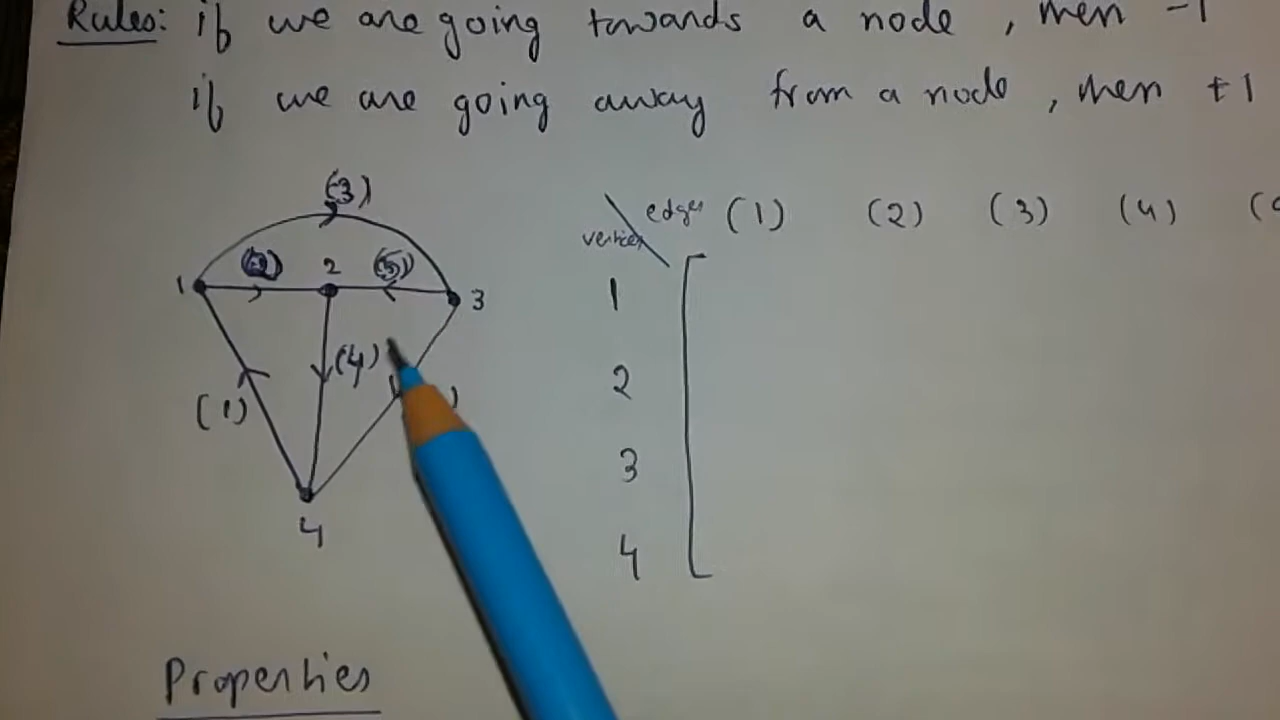 Rules: if we are going towards a node, then -1
if we are going away from a node, then +1
(3)
edges (1) (2) (3) (4)
vertices
1 (2) 2 (5) 3
1
(4)
2
(1)
3
4
4
Properties